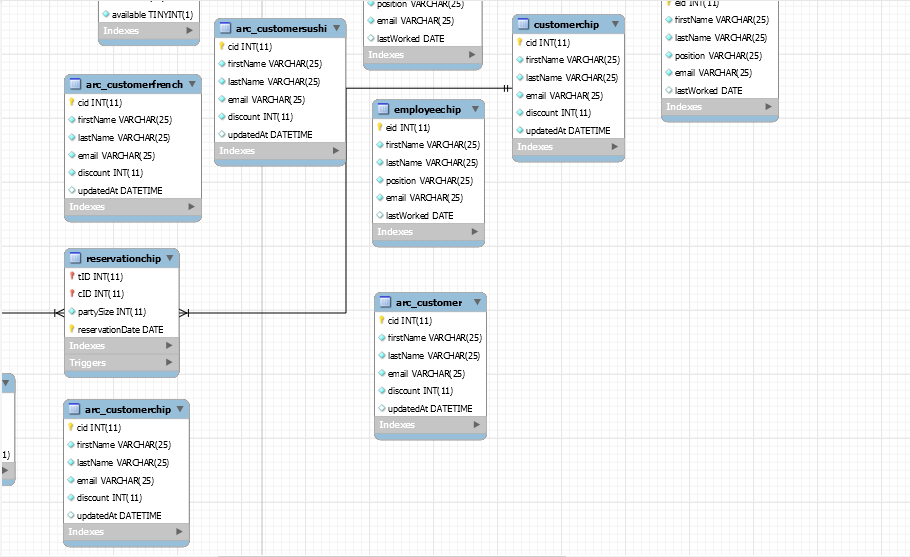 available TINYINT(1)
Indexes
arc_customerfrench
cid INT(11)
firstName VARCHAR(25)
lastName VARCHAR(25)
email VARCHAR(25)
discount INT(11)
updatedAt DATETIME
Indexes
arc_customersushi
cid INT(11)
firstName VARCHAR(25)
lastName VARCHAR(25)
email VARCHAR(25)
discount INT(11)
updatedAt DATETIME
Indexes
position VARCHAR(25)
email VARCHAR(25)
lastWorked DATE
Indexes
employeechip
eid INT(11)
firstName VARCHAR(25)
lastName VARCHAR(25)
position VARCHAR(25)
email VARCHAR(25)
lastWorked DATE
Indexes
customerchip
cid INT(11)
firstName VARCHAR(25)
lastName VARCHAR(25)
email VARCHAR(25)
discount INT(11)
updatedAt DATETIME
Indexes
eid INT(11)
firstName VARCHAR(25)
lastName VARCHAR(25)
position VARCHAR(25)
email VARCHAR(25)
lastWorked DATE
Indexes
reservationchip
tID INT(11)
cID INT(11)
partySize INT(11)
reservationDate DATE
Indexes
Triggers
arc_customer
cid INT(11)
firstName VARCHAR(25)
lastName VARCHAR(25)
email VARCHAR(25)
discount INT(11)
updatedAt DATETIME
Indexes
1)
arc_customerchip
cid INT(11)
firstName VARCHAR(25)
lastName VARCHAR(25)
email VARCHAR(25)
discount INT(11)
updatedAt DATETIME
Indexes